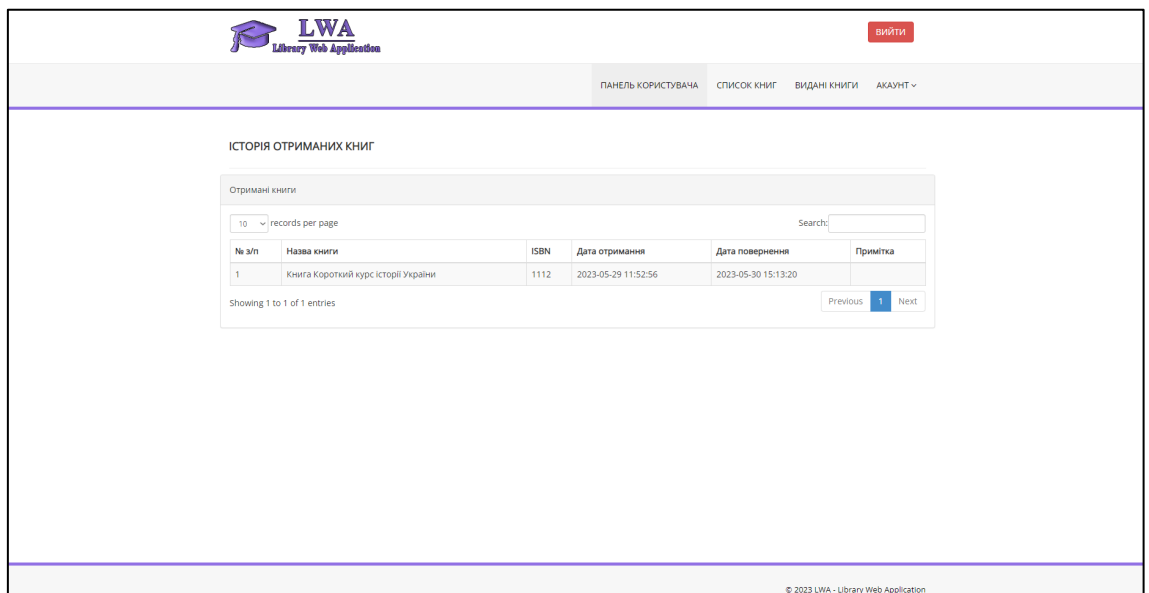 LWA
Library Web Application
ВИЙТИ
ПАНЕЛЬ КОРИСТУВАЧА СПИСОК КНИГ ВИДАНІ КНИГИ АКАУНТ
ІСТОРІЯ ОТРИМАНИХ КНИГ
Отримані книги
10 records per page Search:
№ з/п Назва книги ISBN Дата отримання Дата повернення Примітка
1 Книга Короткий курс історії України 1112 2023-05-29 11:52:56 2023-05-30 15:13:20
Showing 1 to 1 of 1 entries Previous 1 Next
© 2023 LWA - Library Web Application